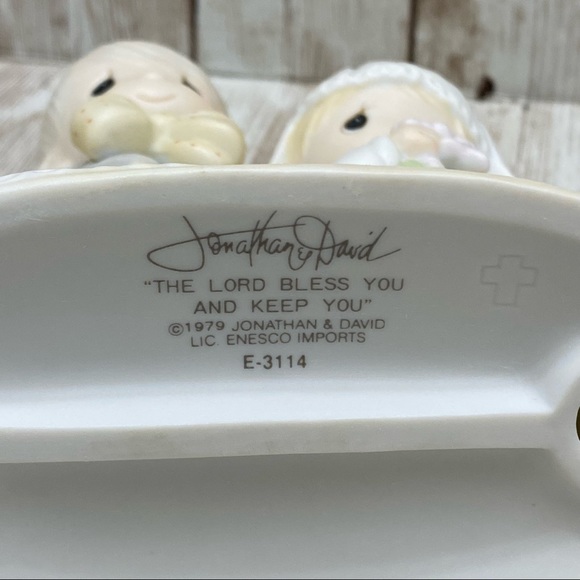 Jonathan & David
"THE LORD BLESS YOU
AND KEEP YOU"
©1979 JONATHAN & DAVID
LIC. ENESCO IMPORTS
E-3114